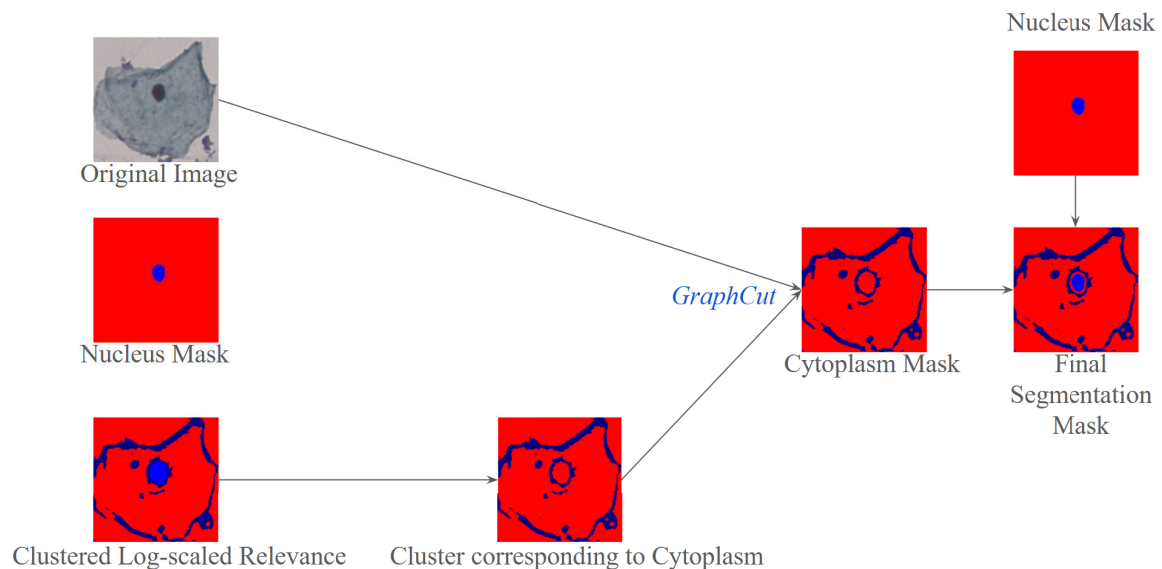 Nucleus Mask
Original Image
Nucleus Mask
GraphCut
Cytoplasm Mask
Final
Segmentation
Mask
Clustered Log-scaled Relevance
Cluster corresponding to Cytoplasm